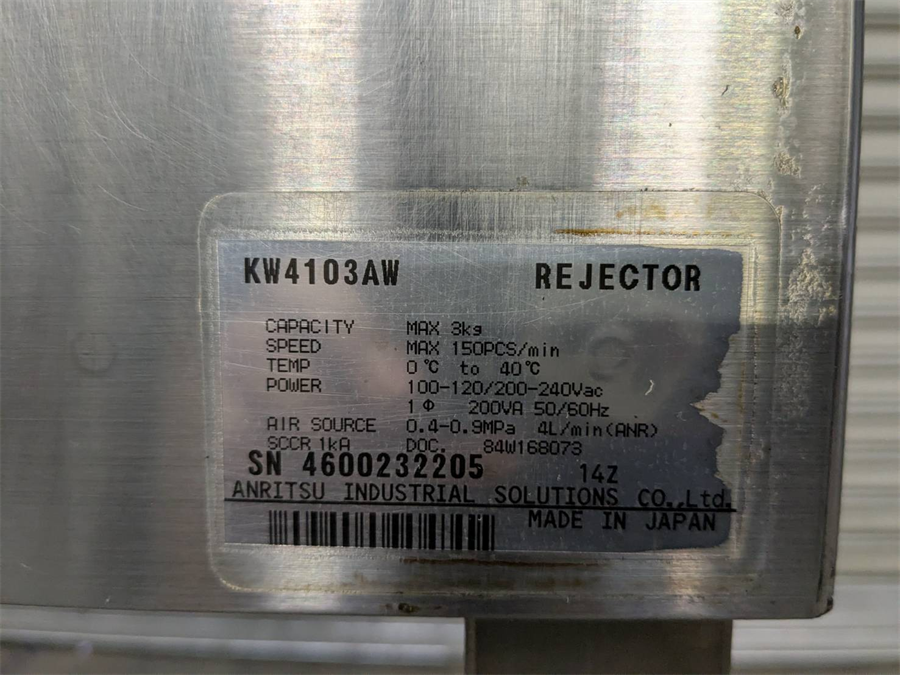 KW4103AW REJECTOR
CAPACITY MAX 3kg
SPEED MAX 150PCS/min
TEMP 0℃ to 40℃
POWER 100-120/200-240Vac
1Φ 200VA 50/60Hz
AIR SOURCE 0.4-0.9MPa 4L/min(ANR)
SCCR 1kA DOC. 84W168073
SN 4600232205 14Z
ANRITSU INDUSTRIAL SOLUTIONS CO.,Ltd.
MADE IN JAPAN